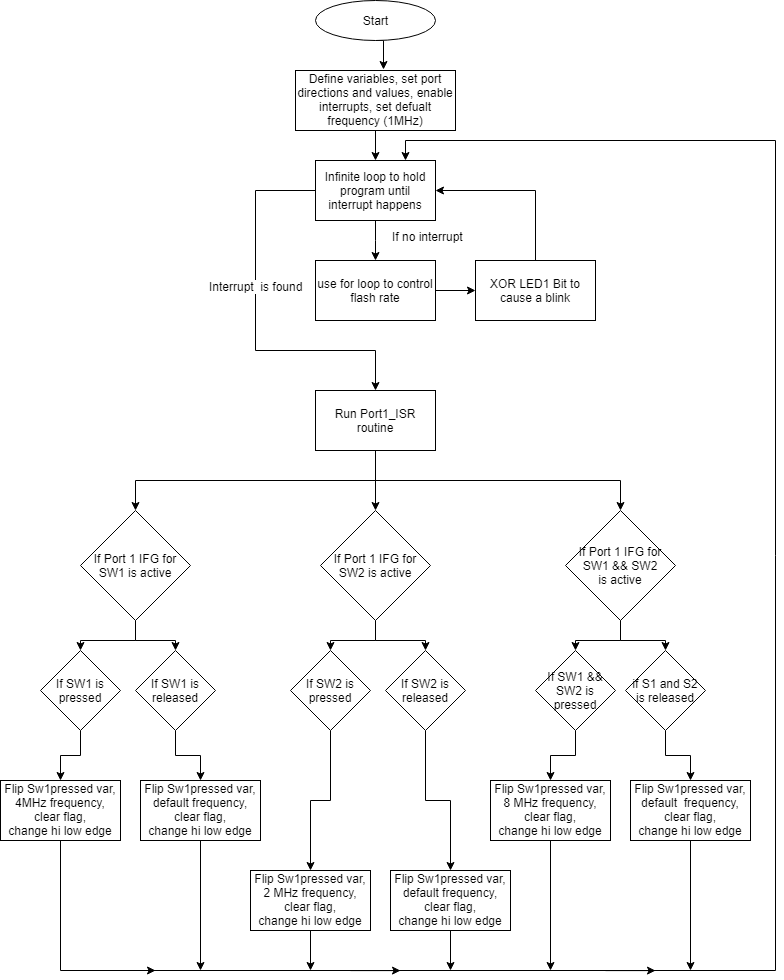 Start
Define variables, set port
directions and values, enable
interrupts, set defualt
frequency (1MHz)
Infinite loop to hold
program until
interrupt happens
If no interrupt
Interrupt is found
use for loop to control
flash rate
XOR LED1 Bit to
cause a blink
Run Port1_ISR
routine
If Port 1 IFG for
SW1 is active
If Port 1 IFG for
SW2 is active
If Port 1 IFG for
SW1 && SW2
is active
If SW1 is
pressed
If SW1 is
released
If SW2 is
pressed
If SW2 is
released
If SW1 &&
SW2 is
pressed
if S1 and S2
is released
Flip Sw1pressed var,
4MHz frequency,
clear flag,
change hi low edge
Flip Sw1pressed var,
default frequency,
clear flag,
change hi low edge
Flip Sw1pressed var,
8 MHz frequency,
clear flag,
change hi low edge
Flip Sw1pressed var,
default frequency,
clear flag,
change hi low edge
Flip Sw1pressed var,
2 MHz frequency,
clear flag,
change hi low edge
Flip Sw1pressed var,
default frequency,
clear flag,
change hi low edge